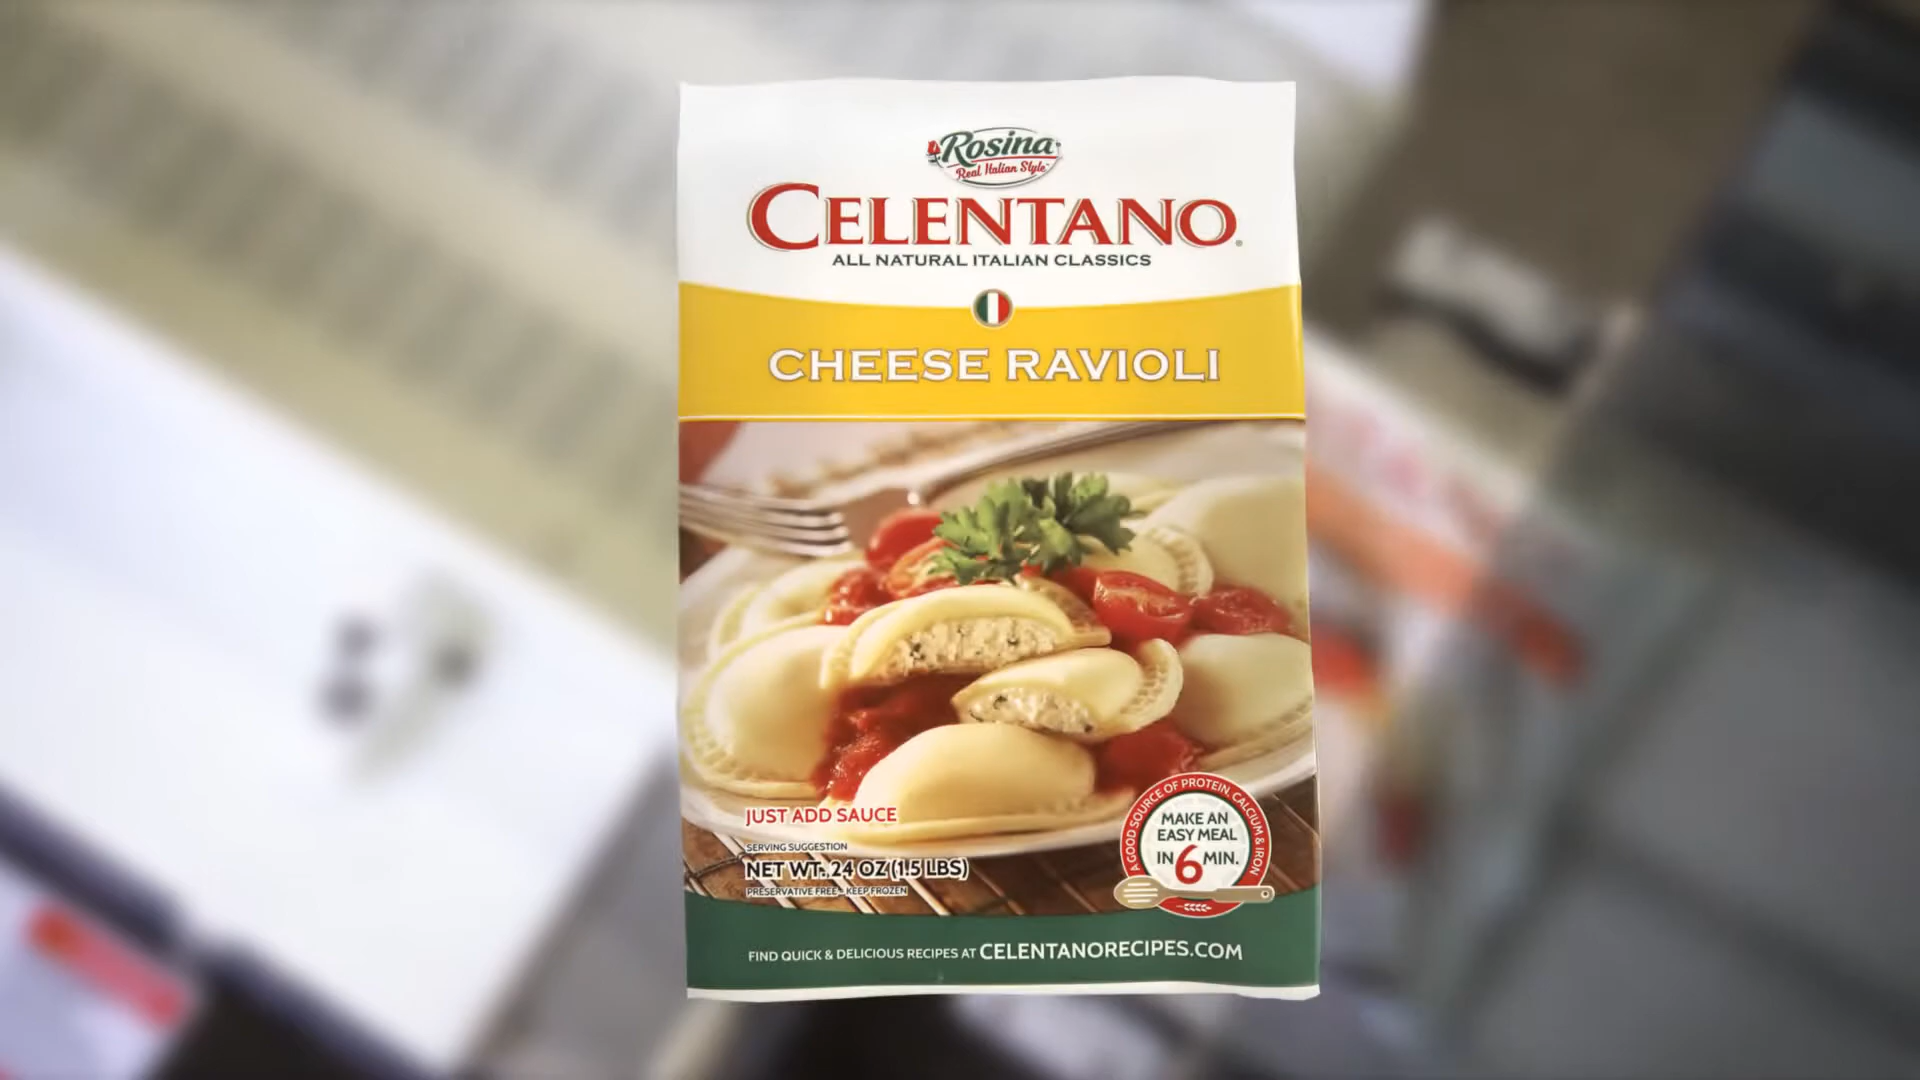 Rosina
Real Italian Style
CELENTANO
ALL NATURAL ITALIAN CLASSICS
CHEESE RAVIOLI
JUST ADD SAUCE
SERVING SUGGESTION
NET WT. 24 OZ (1.5 LBS)
PRESERVATIVE FREE - KEEP FROZEN
A GOOD SOURCE OF PROTEIN, CALCIUM & IRON
MAKE AN
EASY MEAL
IN 6 MIN.
FIND QUICK & DELICIOUS RECIPES AT CELENTANORECIPES.COM